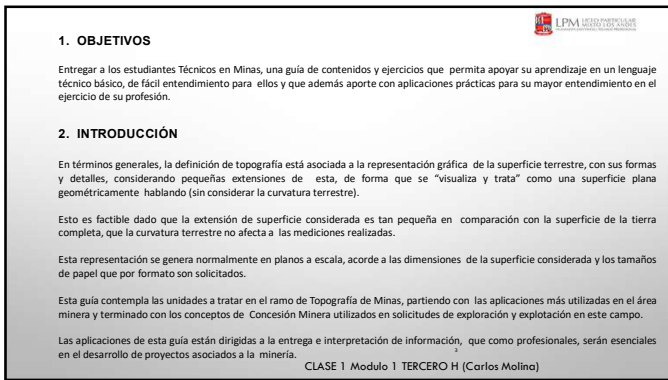 LPM LICEO PARTICULAR
MIXTO LOS ANDES
1. OBJETIVOS
Entregar a los estudiantes Técnicos en Minas, una guía de contenidos y ejercicios que permita apoyar su aprendizaje en un lenguaje
técnico básico, de fácil entendimiento para ellos y que además aporte con aplicaciones prácticas para su mayor entendimiento en el
ejercicio de su profesión.
2. INTRODUCCIÓN
En términos generales, la definición de topografía está asociada a la representación gráfica de la superficie terrestre, con sus formas
y detalles, considerando pequeñas extensiones de esta, de forma que se “visualiza y trata” como una superficie plana
geométricamente hablando (sin considerar la curvatura terrestre).
Esto es factible dado que la extensión de superficie considerada es tan pequeña en comparación con la superficie de la tierra
completa, que la curvatura terrestre no afecta a las mediciones realizadas.
Esta representación se genera normalmente en planos a escala, acorde a las dimensiones de la superficie considerada y los tamaños
de papel que por formato son solicitados.
Esta guía contempla las unidades a tratar en el ramo de Topografía de Minas, partiendo con las aplicaciones más utilizadas en el área
minera y terminado con los conceptos de Concesión Minera utilizados en solicitudes de exploración y explotación en este campo.
Las aplicaciones de esta guía están dirigidas a la entrega e interpretación de información, que como profesionales, serán esenciales
en el desarrollo de proyectos asociados a la minería.
CLASE 1 Modulo 1 TERCERO H (Carlos Molina)